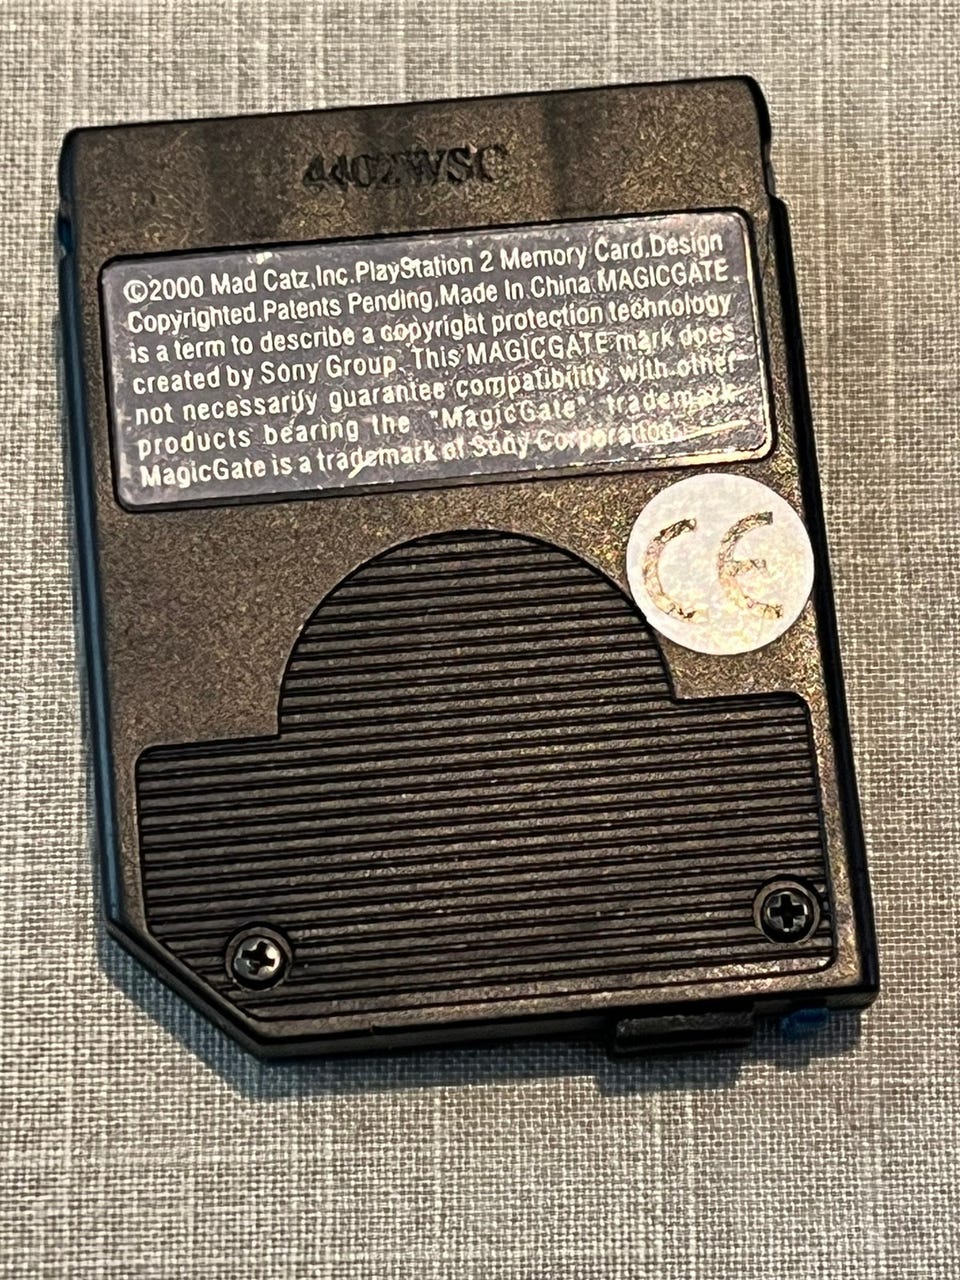 4402WSC
©2000 Mad Catz,Inc.PlayStation 2 Memory Card.Design
Copyrighted.Patents Pending.Made In China.MAGICGATE
is a term to describe a copyright protection technology
created by Sony Group. This MAGICGATE mark does
not necessarily guarantee compatibility with other
products bearing the "MagicGate" trademark.
MagicGate is a trademark of Sony Corporation.
CE